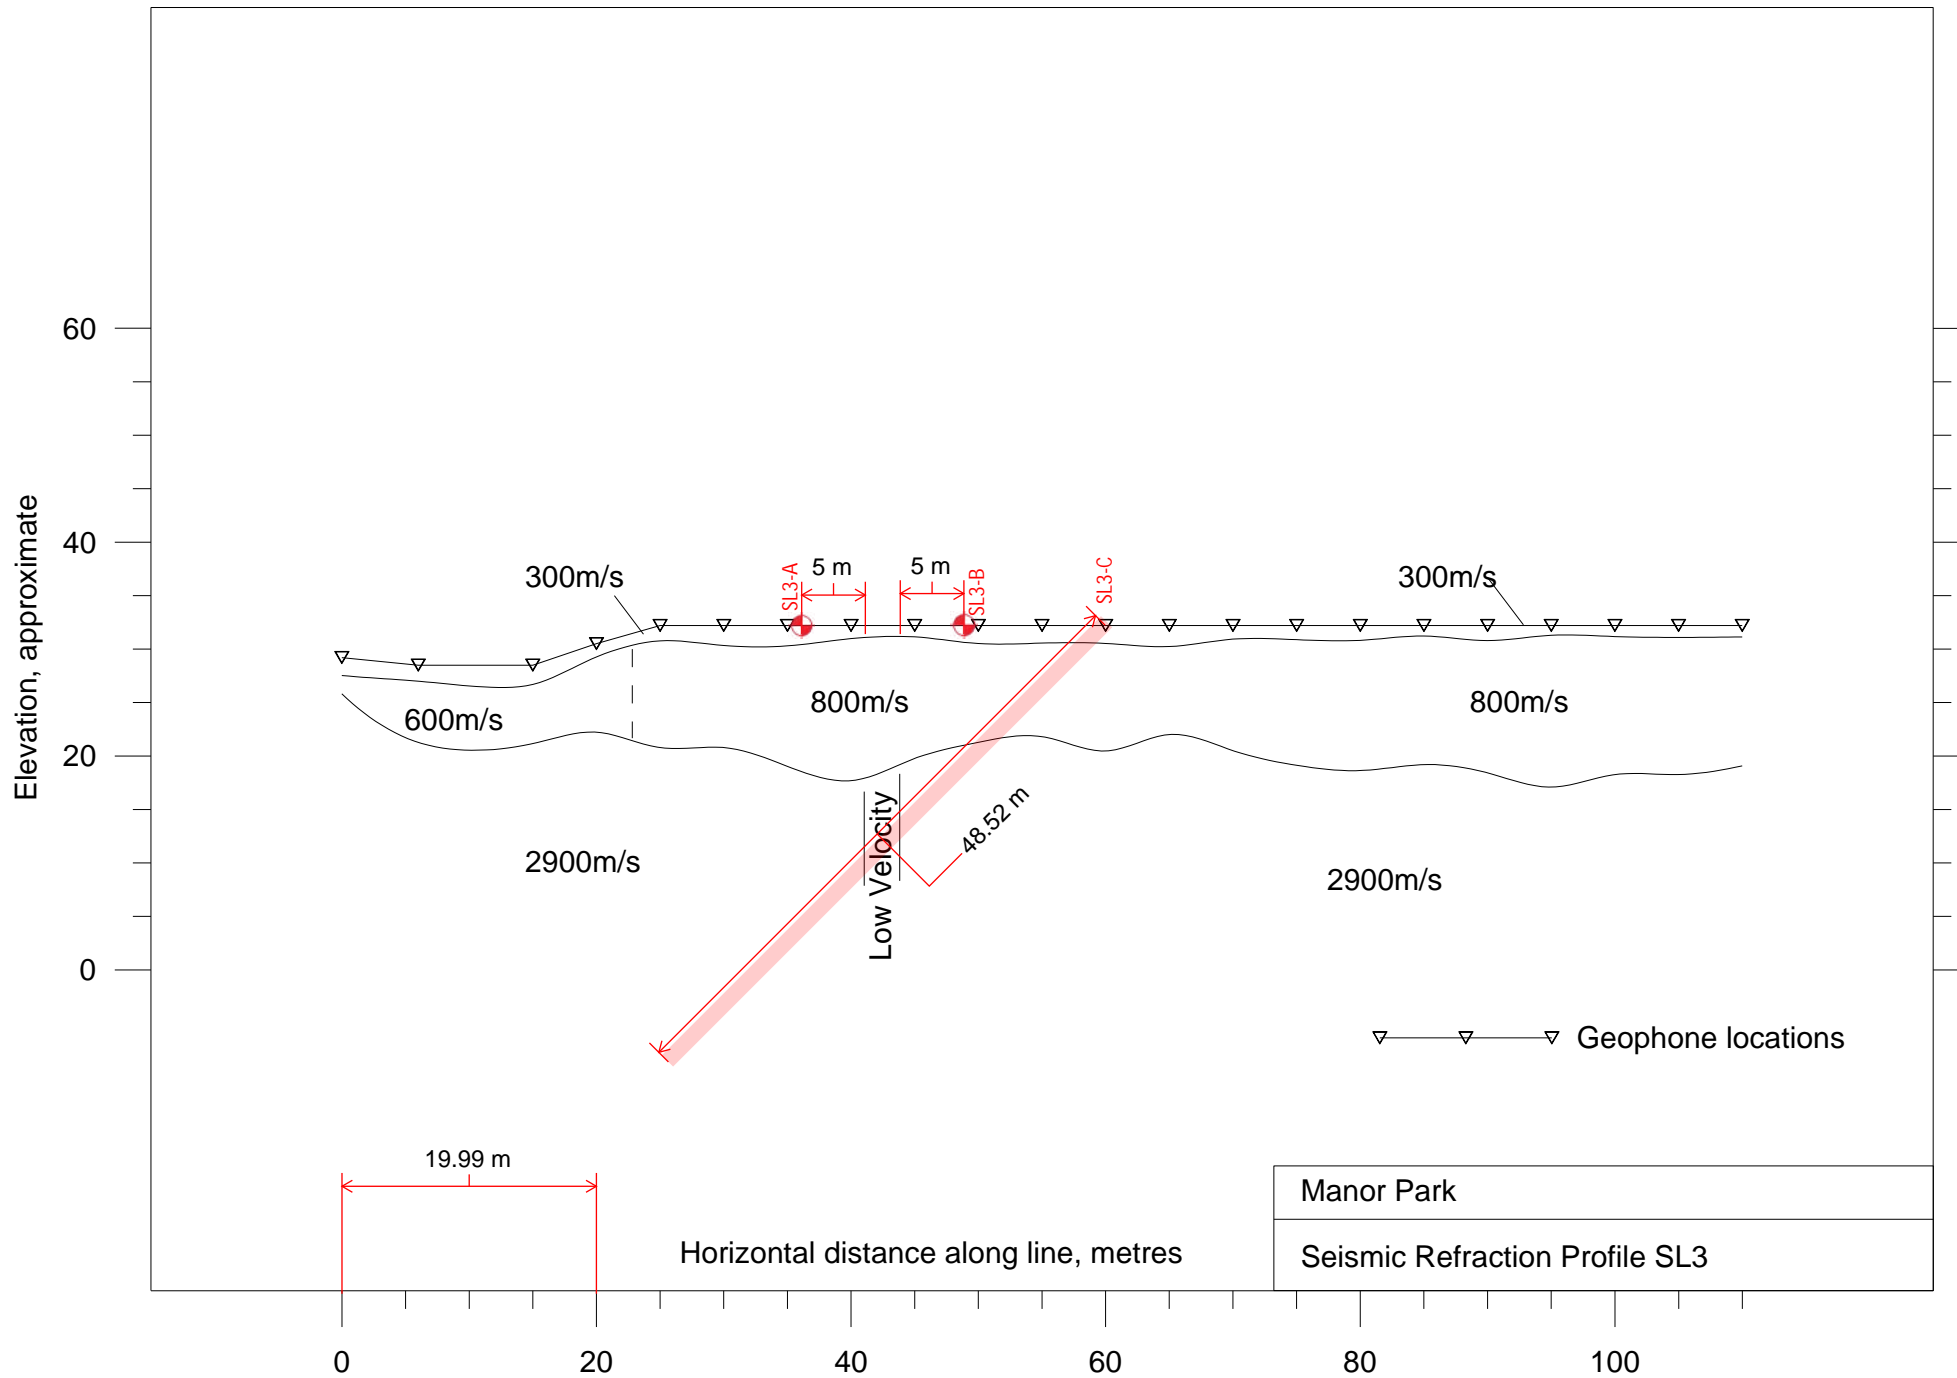 60
40
20
0
Elevation, approximate
300m/s
SL3-A
5 m
5 m
SL3-B
SL3-C
300m/s
600m/s
800m/s
800m/s
2900m/s
Low Velocity
48.52 m
2900m/s
Geophone locations
19.99 m
Manor Park
Horizontal distance along line, metres
Seismic Refraction Profile SL3
0 20 40 60 80 100